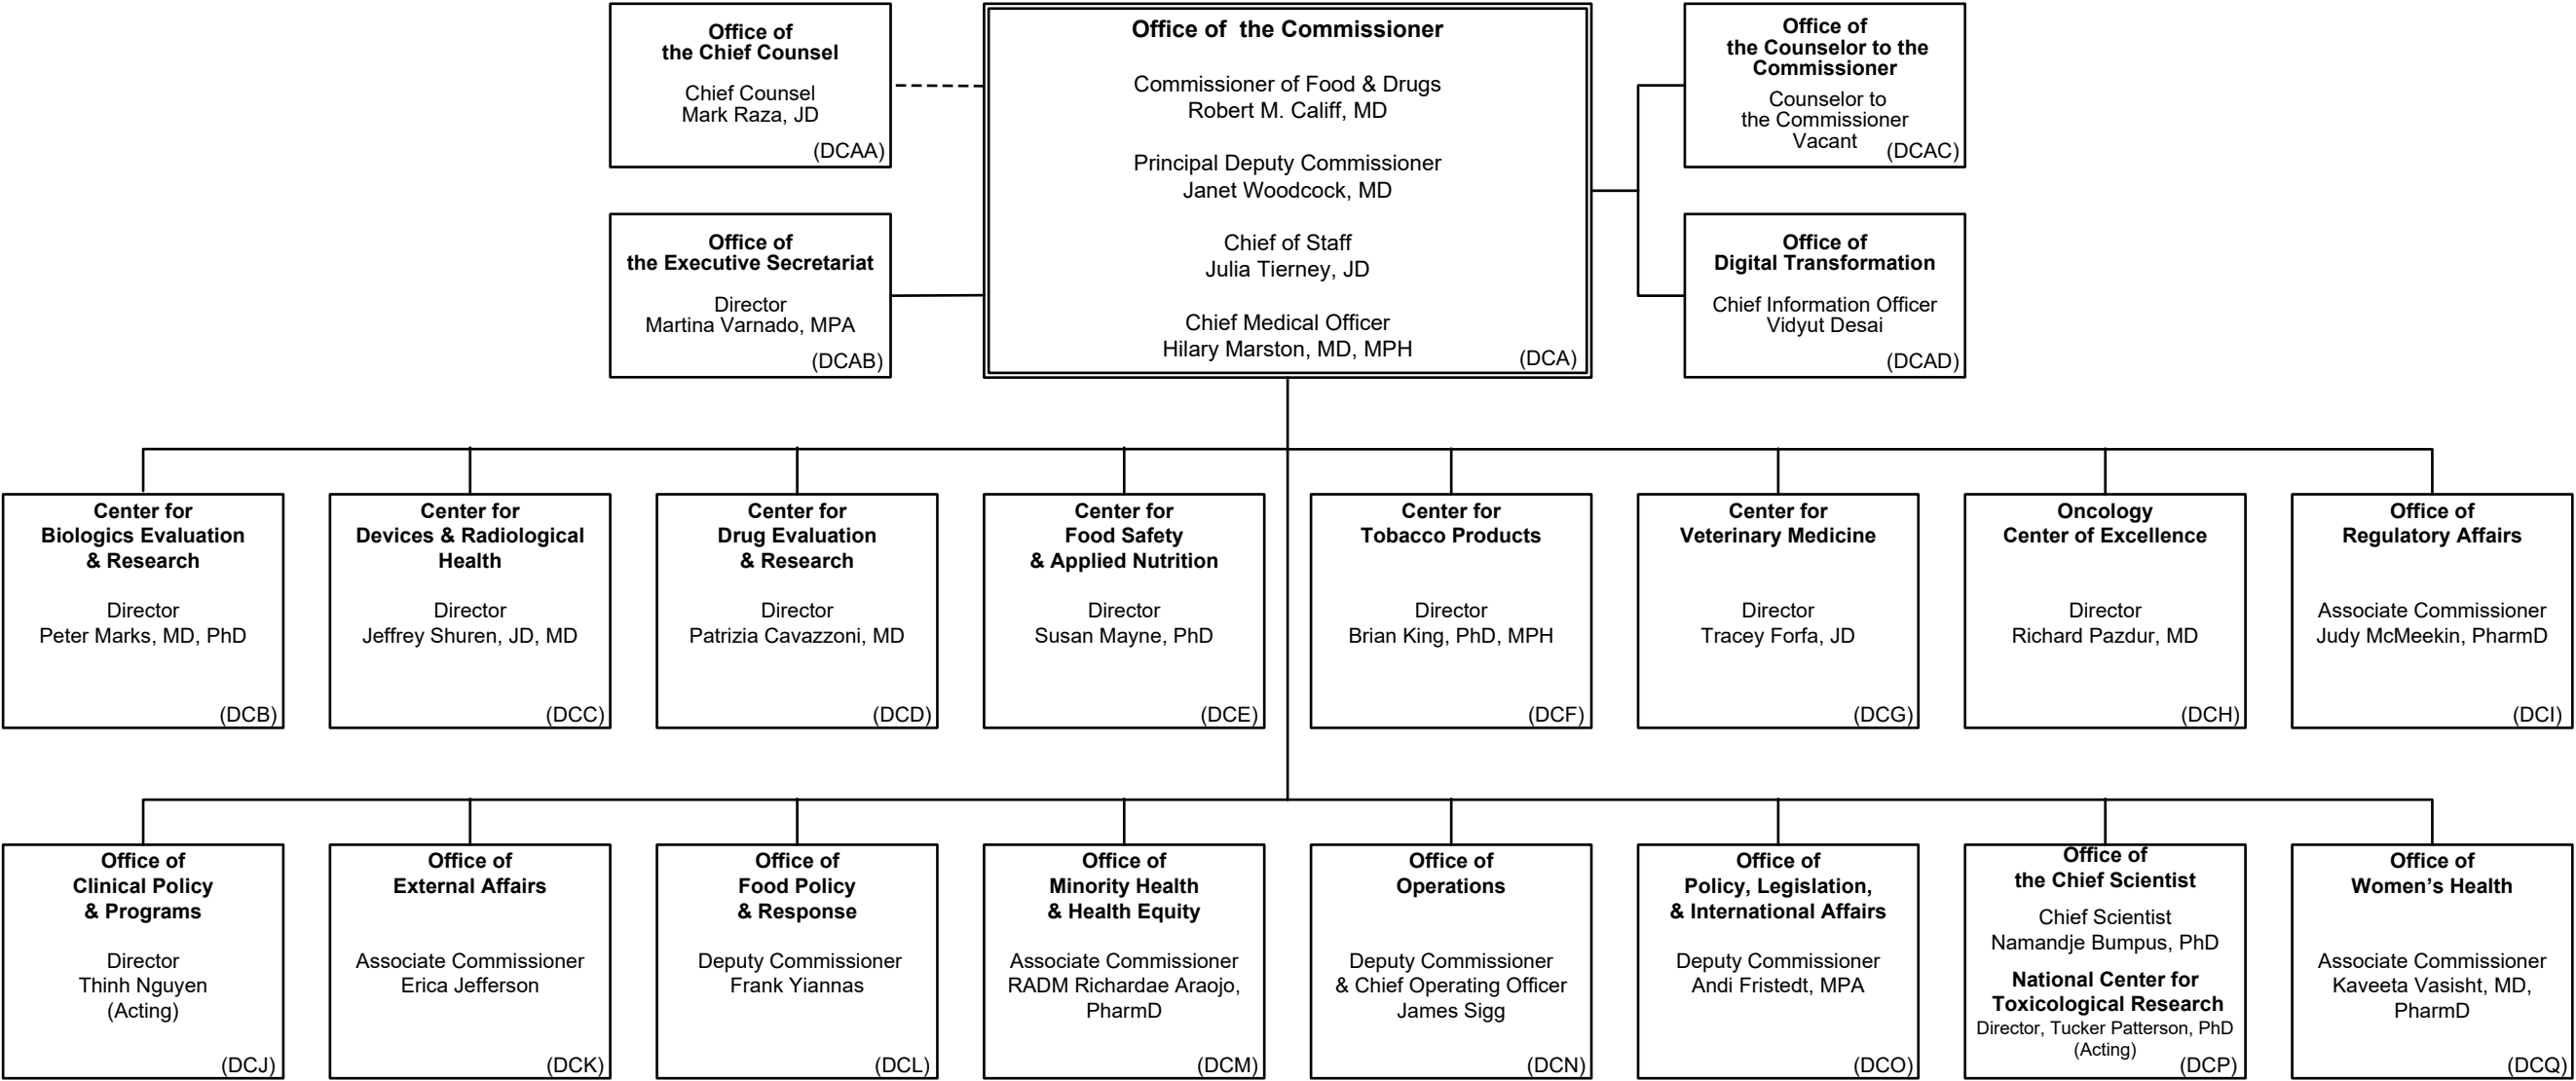 Office of
the Chief Counsel
Chief Counsel
Mark Raza, JD
(DCAA)
Office of the Commissioner
Commissioner of Food & Drugs
Robert M. Califf, MD
Principal Deputy Commissioner
Janet Woodcock, MD
Chief of Staff
Julia Tierney, JD
Chief Medical Officer
Hilary Marston, MD, MPH
(DCA)
Office of
the Counselor to the
Commissioner
Counselor to
the Commissioner
Vacant
(DCAC)
Office of
the Executive Secretariat
Director
Martina Varnado, MPA
(DCAB)
Office of
Digital Transformation
Chief Information Officer
Vidyut Desai
(DCAD)
Center for
Biologics Evaluation
& Research
Director
Peter Marks, MD, PhD
(DCB)
Center for
Devices & Radiological
Health
Director
Jeffrey Shuren, JD, MD
(DCC)
Center for
Drug Evaluation
& Research
Director
Patrizia Cavazzoni, MD
(DCD)
Center for
Food Safety
& Applied Nutrition
Director
Susan Mayne, PhD
(DCE)
Center for
Tobacco Products
Director
Brian King, PhD, MPH
(DCF)
Center for
Veterinary Medicine
Director
Tracey Forfa, JD
(DCG)
Oncology
Center of Excellence
Director
Richard Pazdur, MD
(DCH)
Office of
Regulatory Affairs
Associate Commissioner
Judy McMeekin, PharmD
(DCI)
Office of
Clinical Policy
& Programs
Director
Thinh Nguyen
(Acting)
(DCJ)
Office of
External Affairs
Associate Commissioner
Erica Jefferson
(DCK)
Office of
Food Policy
& Response
Deputy Commissioner
Frank Yiannas
(DCL)
Office of
Minority Health
& Health Equity
Associate Commissioner
RADM Richardae Araojo,
PharmD
(DCM)
Office of
Operations
Deputy Commissioner
& Chief Operating Officer
James Sigg
(DCN)
Office of
Policy, Legislation,
& International Affairs
Deputy Commissioner
Andi Fristedt, MPA
(DCO)
Office of
the Chief Scientist
Chief Scientist
Namandje Bumpus, PhD
National Center for
Toxicological Research
Director, Tucker Patterson, PhD
(Acting)
(DCP)
Office of
Women’s Health
Associate Commissioner
Kaveeta Vasisht, MD,
PharmD
(DCQ)